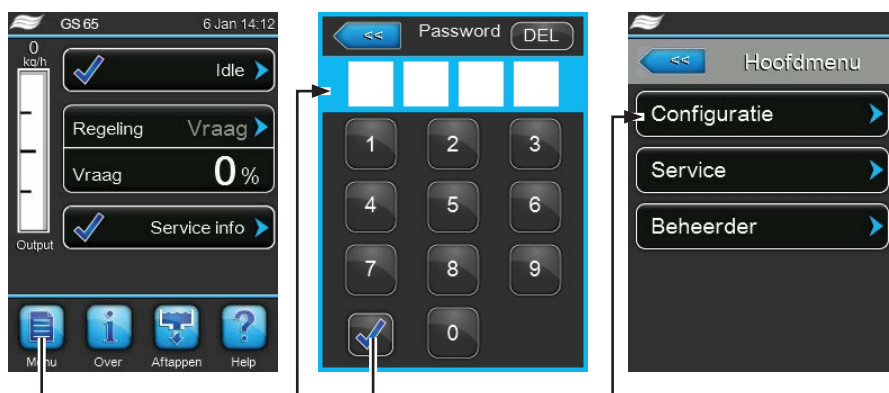 GS 65 6 Jan 14:12
0
kg/h
Idle
Regeling Vraag
Vraag 0 %
Service info
Output
Menu Over Aftappen Help
<< Password DEL
1 2 3
4 5 6
7 8 9
0
<< Hoofdmenu
Configuratie
Service
Beheerder